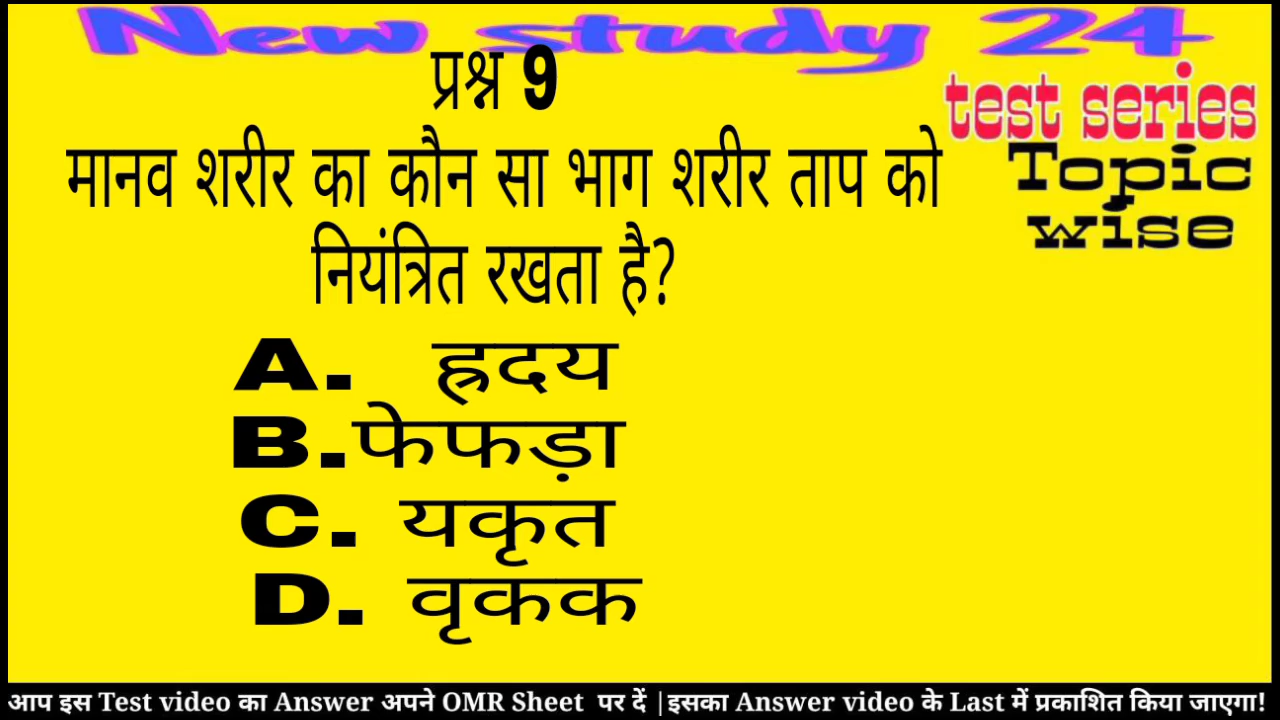 New study 24
test series
Topic
wise
प्रश्न 9
मानव शरीर का कौन सा भाग शरीर ताप को
नियंत्रित रखता है?
A. ह्रदय
B.फेफड़ा
C. यकृत
D. वृकक
आप इस Test video का Answer अपने OMR Sheet पर दें |इसका Answer video के Last में प्रकाशित किया जाएगा!